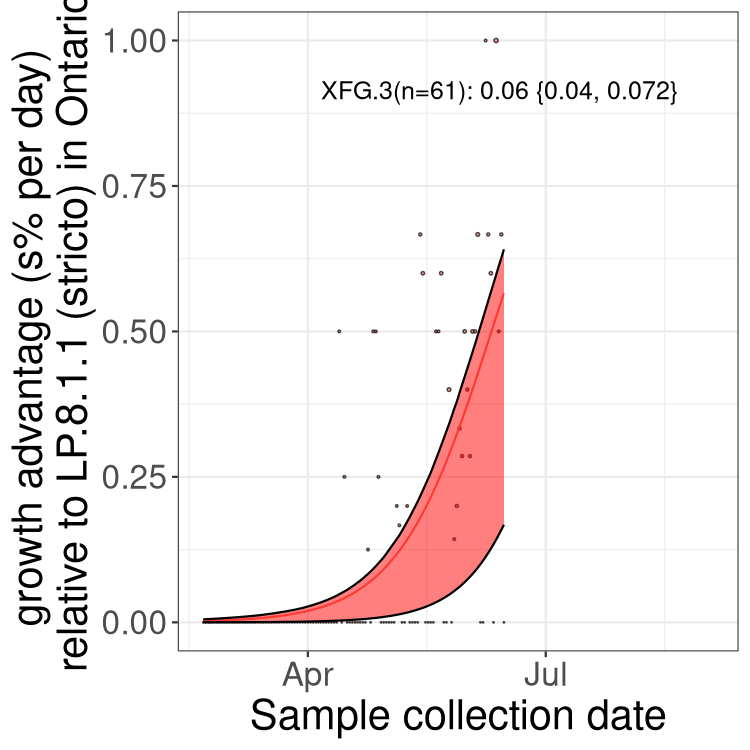 growth advantage (s% per day)
relative to LP.8.1.1 (stricto) in Ontario
1.00
XFG.3(n=61): 0.06 {0.04, 0.072}
0.75
0.50
0.25
0.00
Apr
Jul
Sample collection date